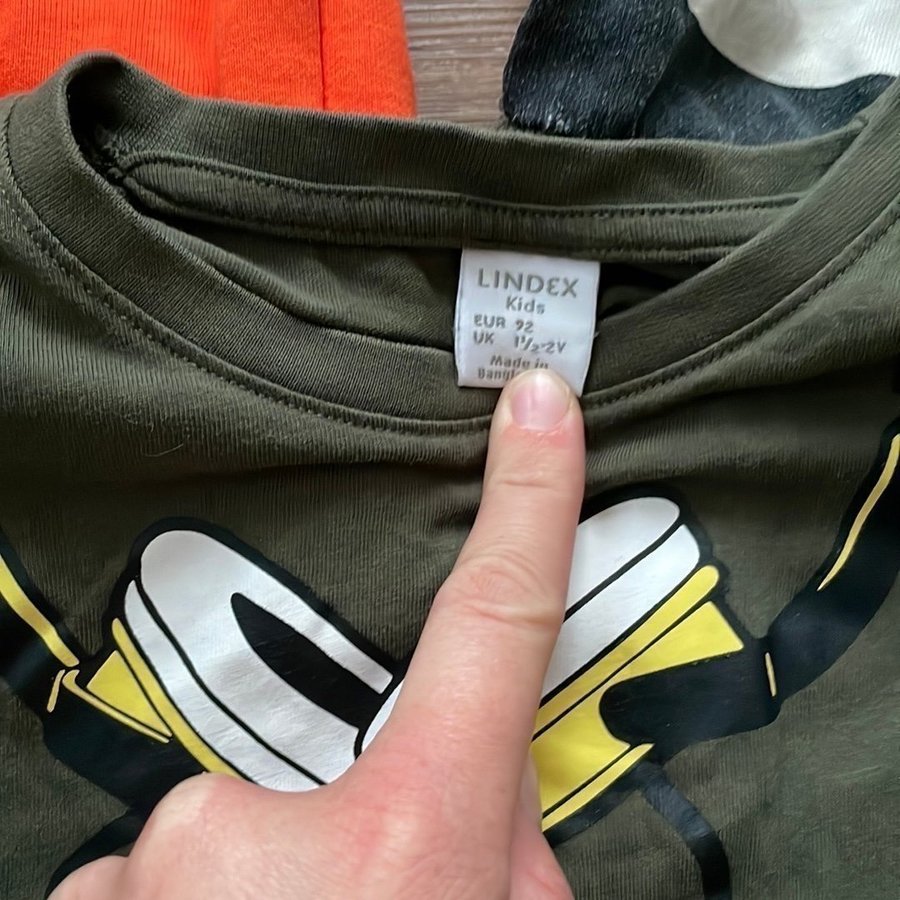 LINDEX
Kids
EUR 92
UK 1½-2Y
Made in